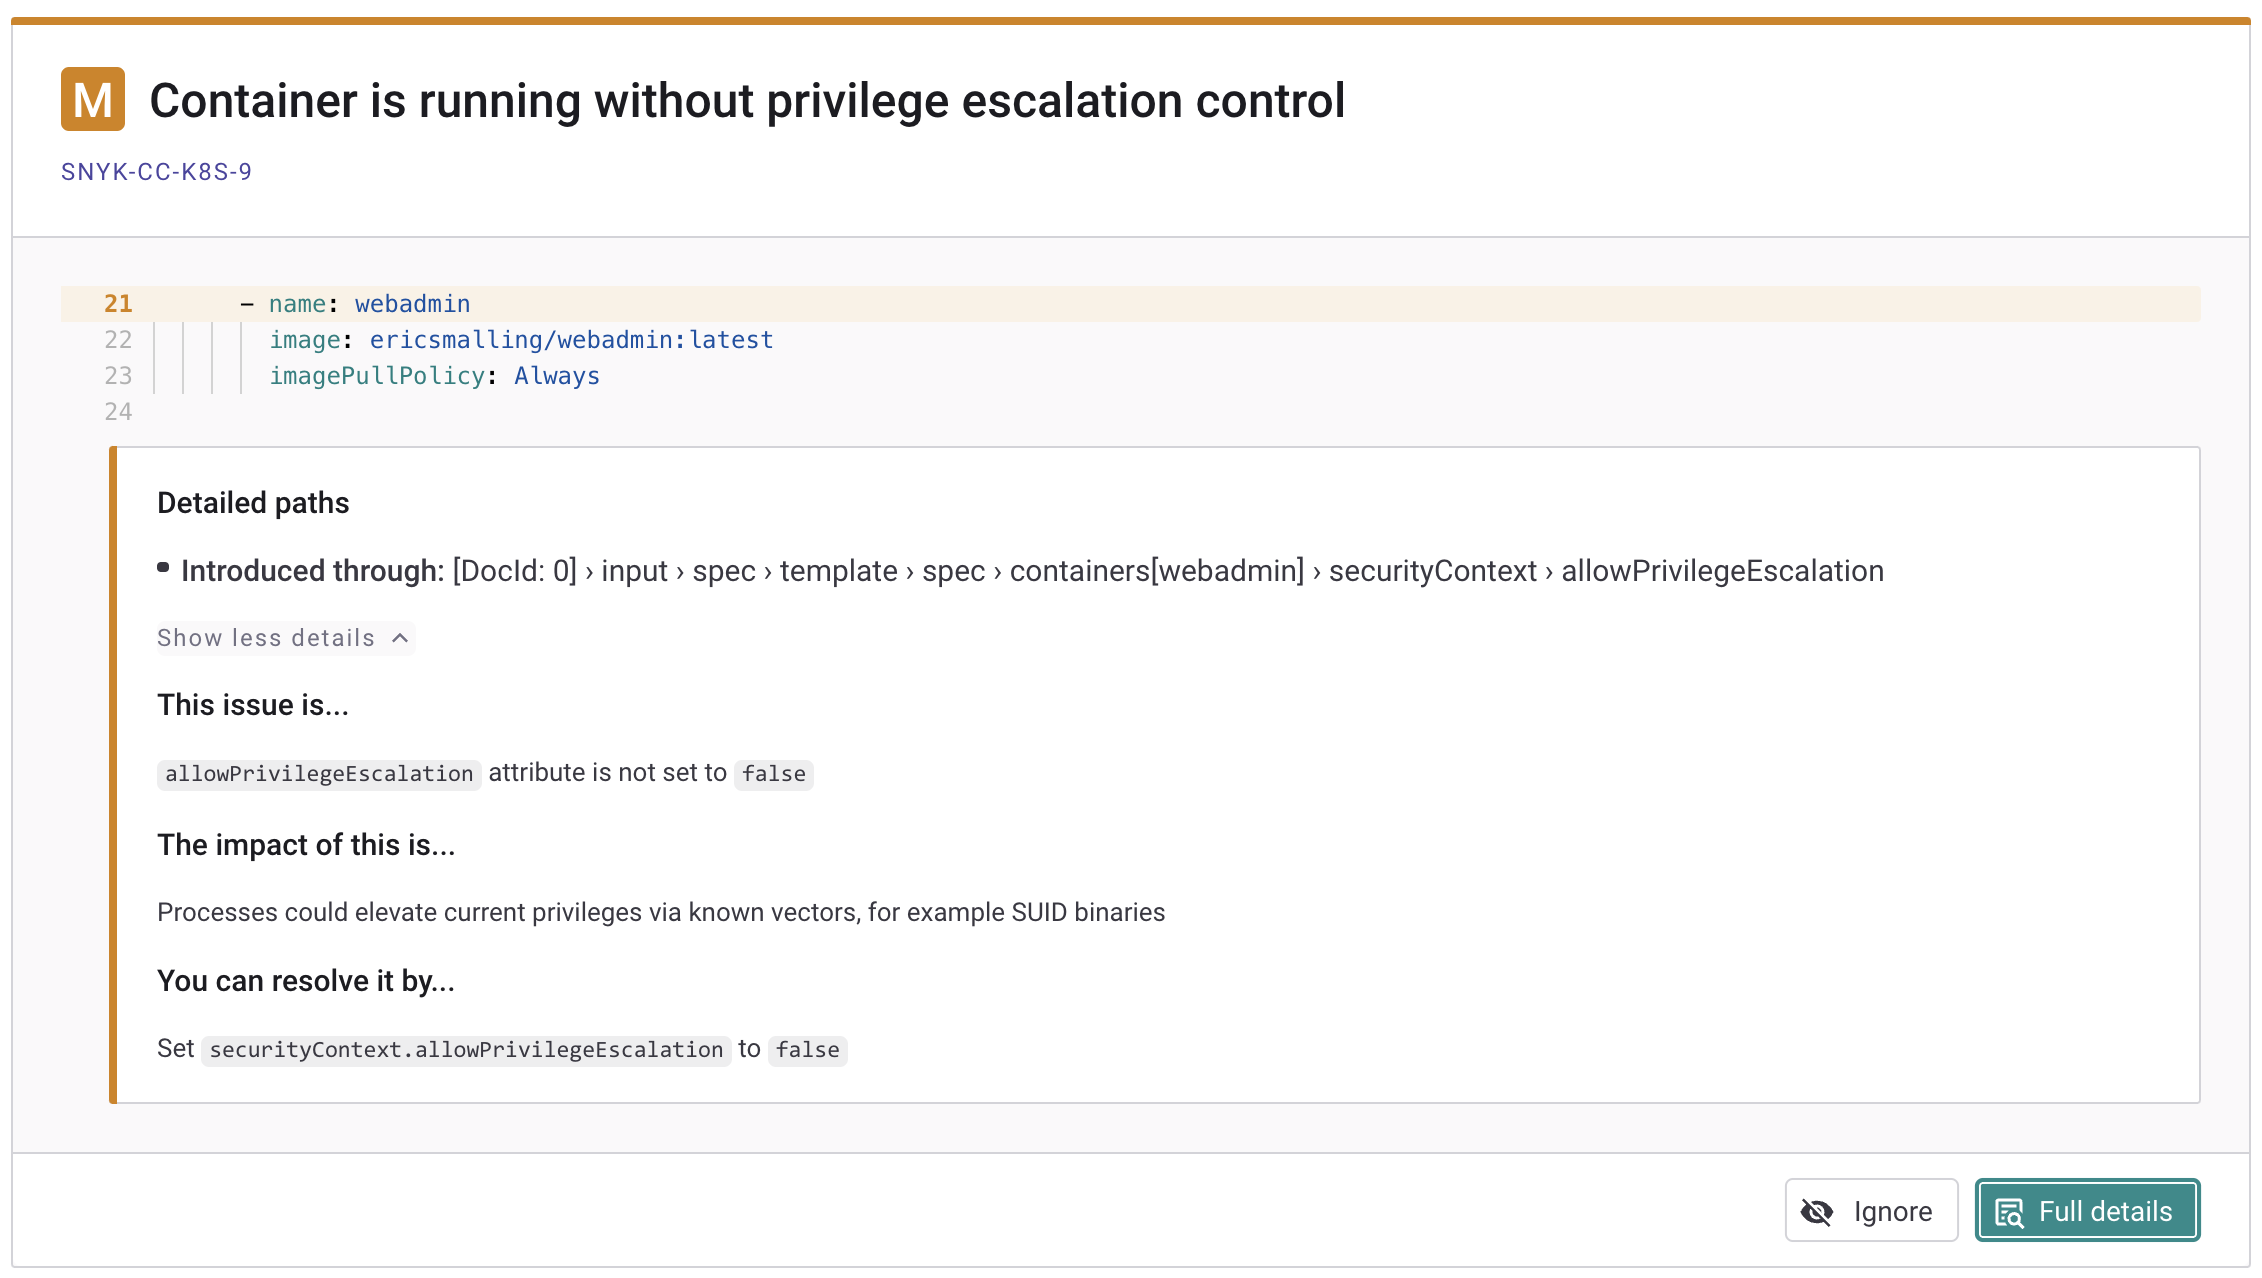 M Container is running without privilege escalation control
SNYK-CC-K8S-9
21 - name: webadmin
22 image: ericsmalling/webadmin:latest
23 imagePullPolicy: Always
24
Detailed paths
Introduced through: [DocId: 0] › input › spec › template › spec › containers[webadmin] › securityContext › allowPrivilegeEscalation
Show less details
This issue is...
allowPrivilegeEscalation attribute is not set to false
The impact of this is...
Processes could elevate current privileges via known vectors, for example SUID binaries
You can resolve it by...
Set securityContext.allowPrivilegeEscalation to false
Ignore Full details